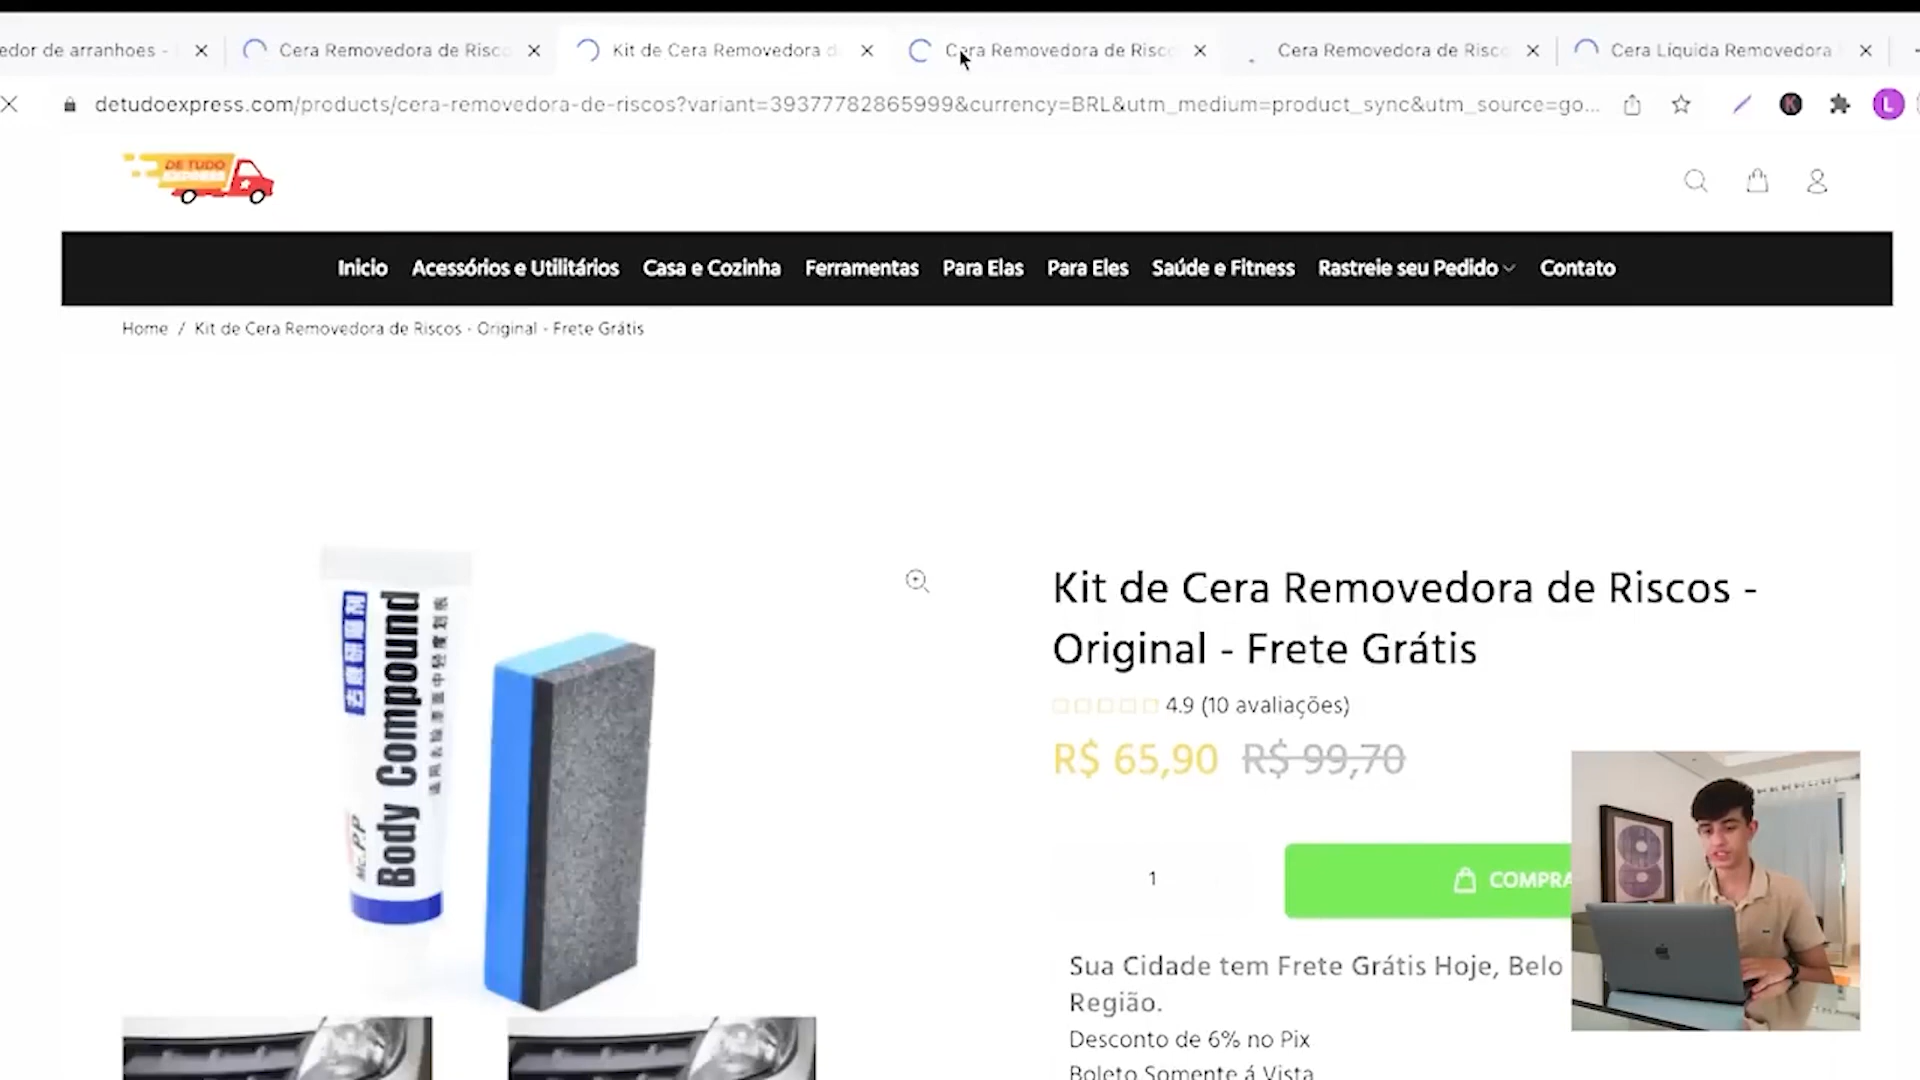 edor de arranhoes -
Cera Removedora de Risco
Kit de Cera Removedora d
Cera Removedora de Risco
Cera Removedora de Risco
Cera Líquida Removedora
detudoexpress.com/products/cera-removedora-de-riscos?variant=39377782865999&currency=BRL&utm_medium=product_sync&utm_source=go...
K
L
DE TUDO
EXPRESS
Inicio Acessórios e Utilitários Casa e Cozinha Ferramentas Para Elas Para Eles Saúde e Fitness Rastreie seu Pedido Contato
Home / Kit de Cera Removedora de Riscos - Original - Frete Grátis
Body Compound
Mc.P.P
Kit de Cera Removedora de Riscos -
Original - Frete Grátis
4.9 (10 avaliações)
R$ 65,90 R$ 99,70
1
COMPRA
Sua Cidade tem Frete Grátis Hoje, Belo
Região.
Desconto de 6% no Pix
Boleto Somente á Vista